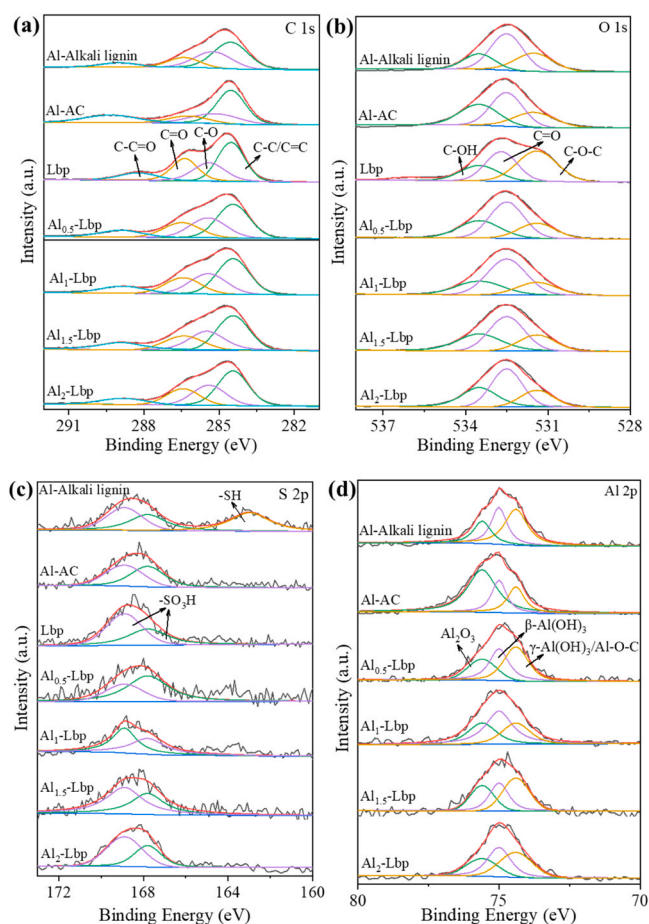 (a)
C 1s
Al-Alkali lignin
Al-AC
C-C=O
C=O
C-O
C-C/C=C
Lbp
Al0.5-Lbp
Al1-Lbp
Al1.5-Lbp
Al2-Lbp
Intensity (a.u.)
291 288 285 282
Binding Energy (eV)
(b)
O 1s
Al-Alkali lignin
Al-AC
C=O
C-OH
C-O-C
Lbp
Al0.5-Lbp
Al1-Lbp
Al1.5-Lbp
Al2-Lbp
Intensity (a.u.)
537 534 531 528
Binding Energy (eV)
(c)
S 2p
Al-Alkali lignin
-SH
Al-AC
-SO3H
Lbp
Al0.5-Lbp
Al1-Lbp
Al1.5-Lbp
Al2-Lbp
Intensity (a.u.)
172 168 164 160
Binding Energy (eV)
(d)
Al 2p
Al-Alkali lignin
Al-AC
β-Al(OH)3
Al2O3
γ-Al(OH)3/Al-O-C
Al0.5-Lbp
Al1-Lbp
Al1.5-Lbp
Al2-Lbp
Intensity (a.u.)
80 75 70
Binding Energy (eV)